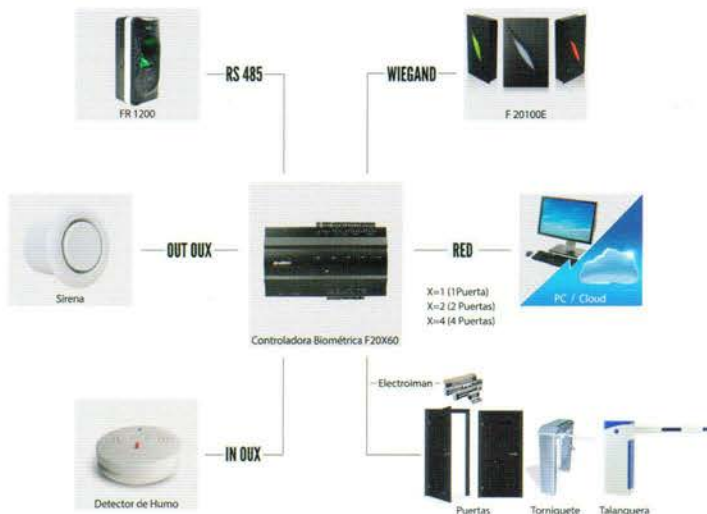 RS 485
WIEGAND
FR 1200
F 20100E
OUT OUX
RED
Sirena
X=1 (1Puerta)
X=2 (2 Puertas)
X=4 (4 Puertas)
PC / Cloud
Controladora Biométrica F20X60
Electroiman
IN OUX
Detector de Humo
Puertas
Torniquete
Talanquera